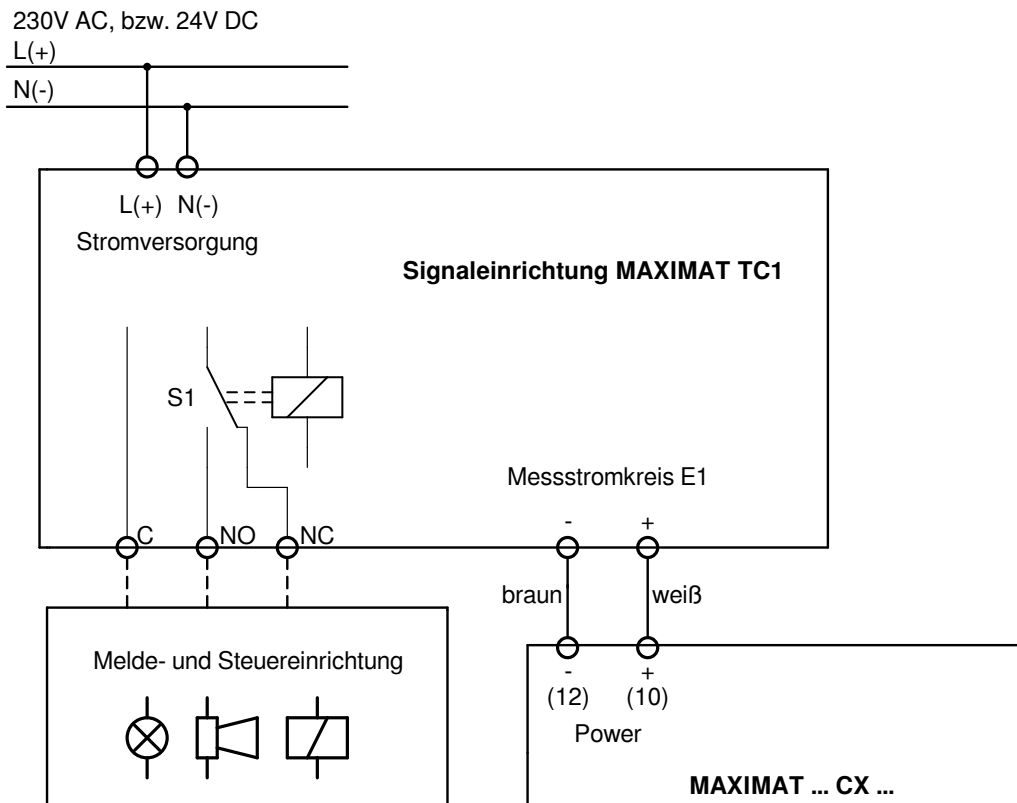 230V AC, bzw. 24V DC
L(+)
N(-)
L(+) N(-)
Stromversorgung
Signaleinrichtung MAXIMAT TC1
S1
Messstromkreis E1
- +
C NO NC
braun weiß
Melde- und Steuereinrichtung
- +
(12) (10)
Power
MAXIMAT ... CX ...